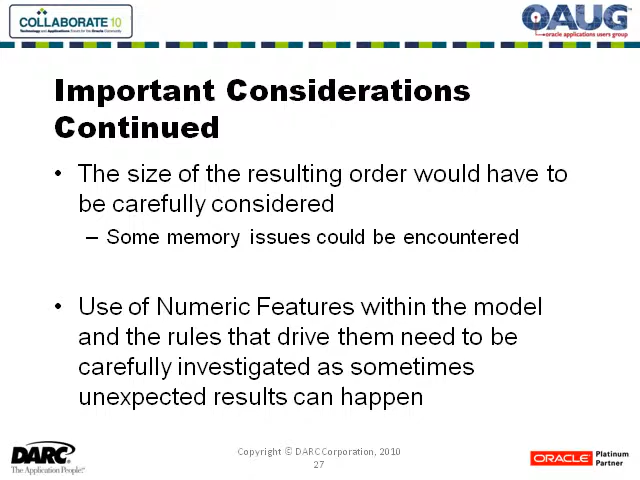 COLLABORATE 10
Technology and Applications Forum for the Oracle Community
OAUG
oracle applications users group
Important Considerations
Continued
• The size of the resulting order would have to
be carefully considered
– Some memory issues could be encountered
• Use of Numeric Features within the model
and the rules that drive them need to be
carefully investigated as sometimes
unexpected results can happen
DARC
The Application People!
Copyright © DARCCorporation, 2010
27
ORACLE
Platinum
Partner